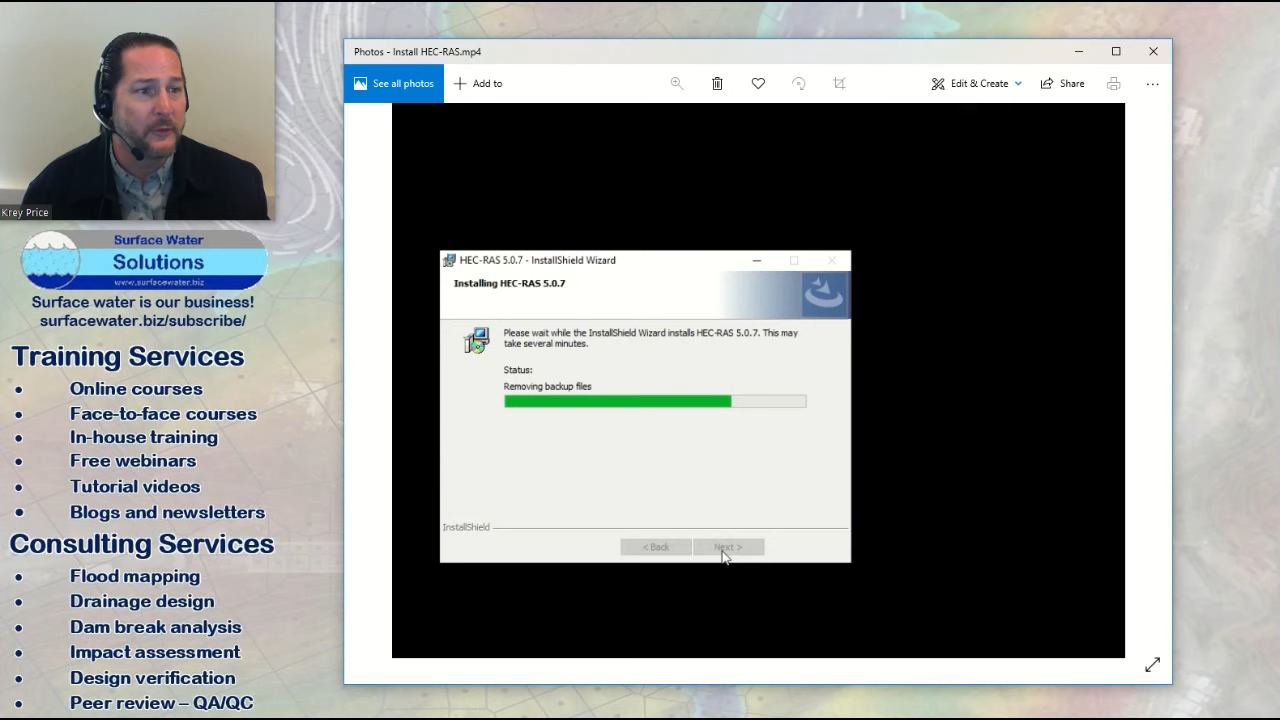 Krey Price
Surface Water
Solutions
www.surfacewater.biz
Surface water is our business!
surfacewater.biz/subscribe/
Training Services
• Online courses
• Face-to-face courses
• In-house training
• Free webinars
• Tutorial videos
• Blogs and newsletters
Consulting Services
• Flood mapping
• Drainage design
• Dam break analysis
• Impact assessment
• Design verification
• Peer review – QA/QC
Photos - Install HEC-RAS.mp4
See all photos
Add to
Edit & Create
Share
HEC-RAS 5.0.7 - InstallShield Wizard
Installing HEC-RAS 5.0.7
Please wait while the InstallShield Wizard installs HEC-RAS 5.0.7. This may
take several minutes.
Status:
Removing backup files
InstallShield
< Back
Next >